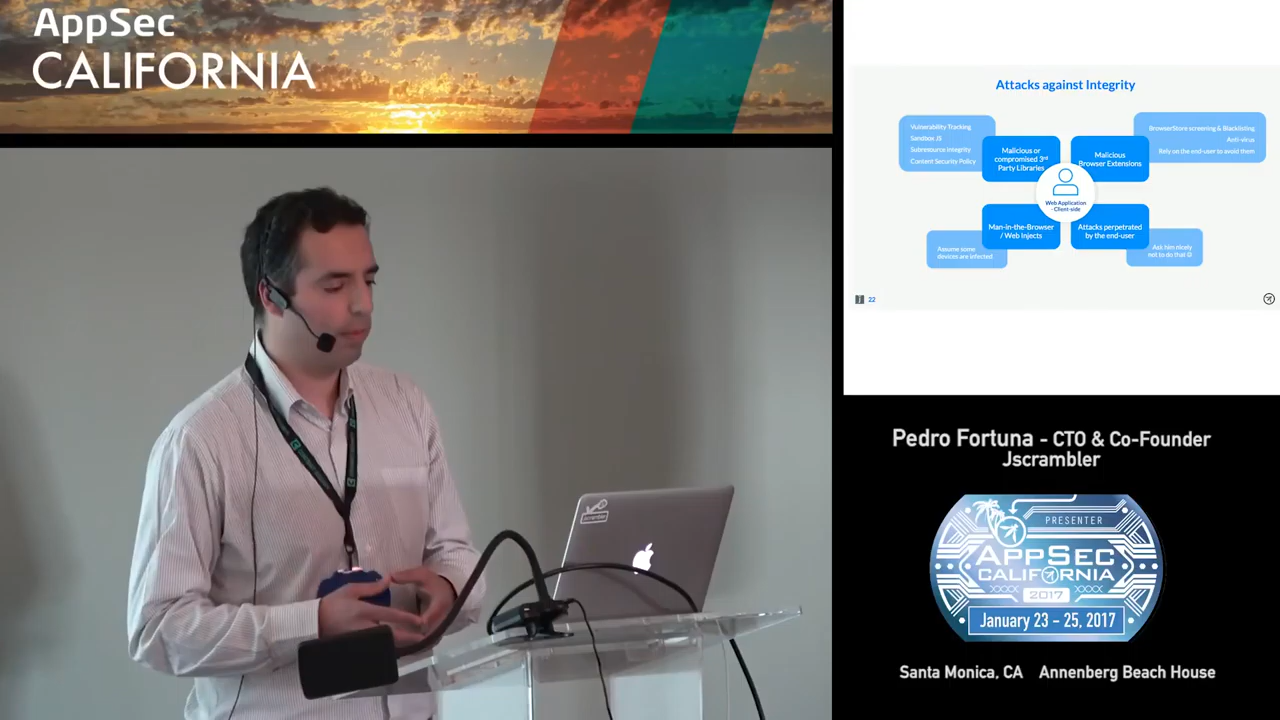 AppSec
CALIFORNIA
Attacks against Integrity
Vulnerability Tracking
Sandbox JS
Subresource integrity
Content Security Policy
Malicious or
compromised 3rd
Party Libraries
Malicious
Browser Extensions
BrowserStore screening & Blacklisting
Anti-virus
Rely on the end-user to avoid them
Web Application
- Client-side
Man-in-the-Browser
/ Web Injects
Attacks perpetrated
by the end-user
Assume some
devices are infected
Ask him nicely
not to do that ☺
22
Pedro Fortuna - CTO & Co-Founder
Jscrambler
PRESENTER
APPSEC
CALIFORNIA
2017
January 23 - 25, 2017
Santa Monica, CA Annenberg Beach House